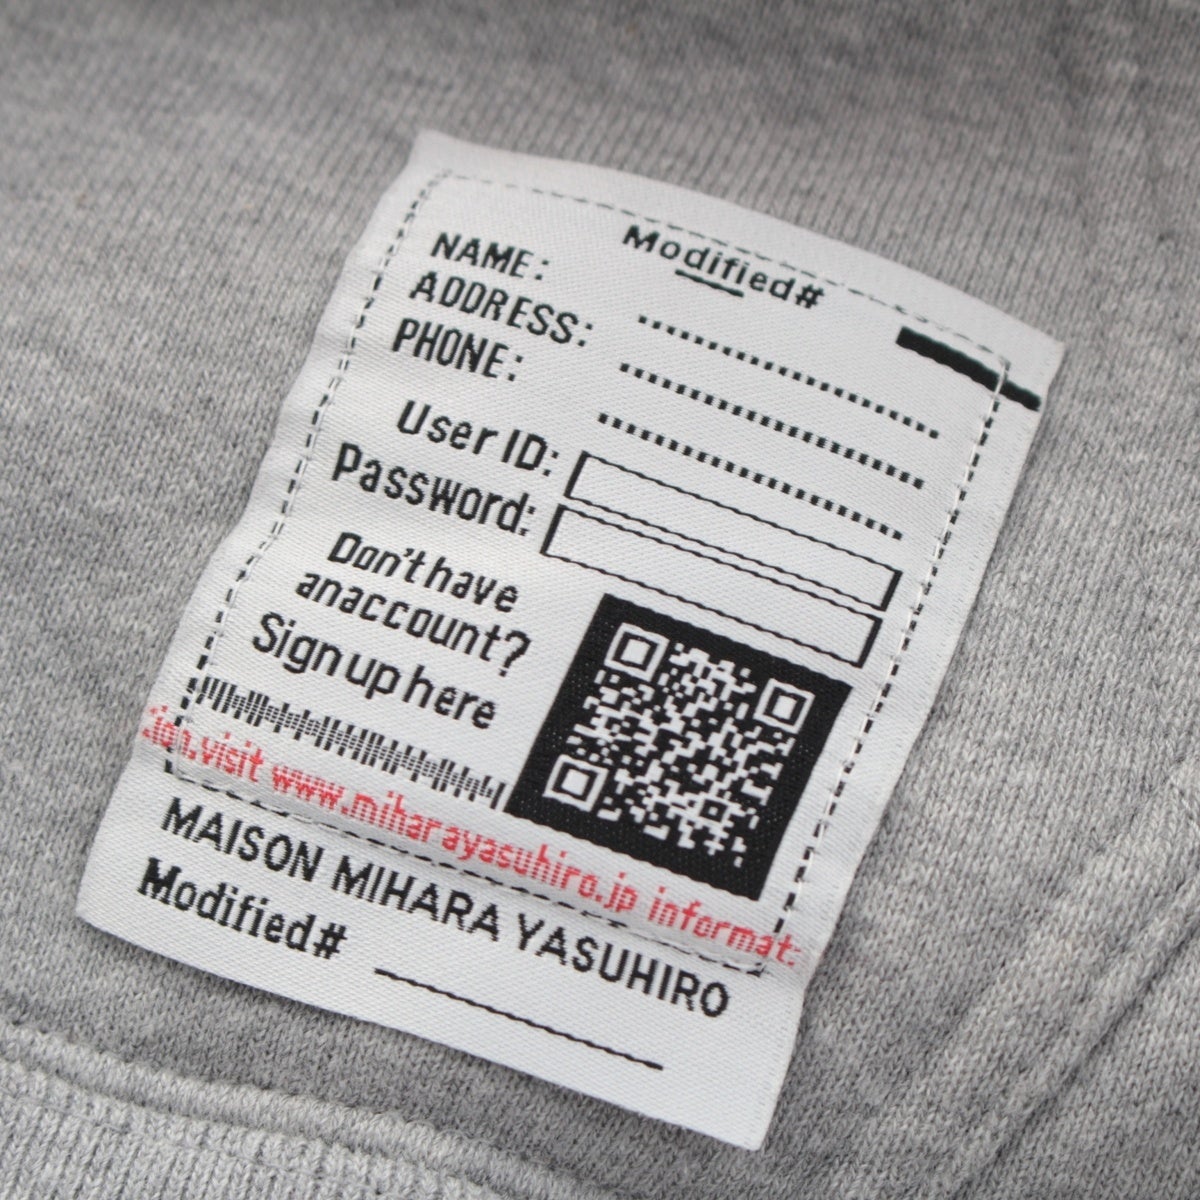 Modified#
NAME:
ADDRESS:
PHONE:
User ID:
Password:
Don't have
anaccount?
Sign up here
:ion,visit www.miharayasuhiro.jp informat:
MAISON MIHARA YASUHIRO
Modified#